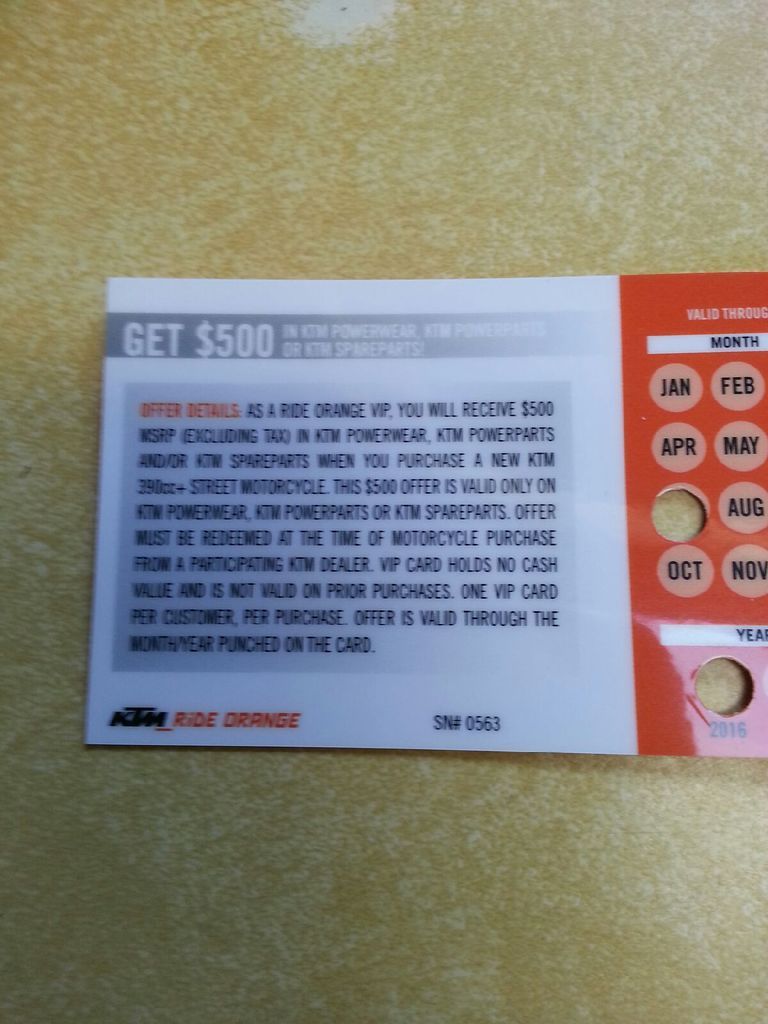 GET $500 IN KTM POWERWEAR, KTM POWERPARTS
OR KTM SPAREPARTS!
OFFER DETAILS: AS A RIDE ORANGE VIP, YOU WILL RECEIVE $500
MSRP (EXCLUDING TAX) IN KTM POWERWEAR, KTM POWERPARTS
AND/OR KTM SPAREPARTS WHEN YOU PURCHASE A NEW KTM
390cc+ STREET MOTORCYCLE. THIS $500 OFFER IS VALID ONLY ON
KTM POWERWEAR, KTM POWERPARTS OR KTM SPAREPARTS. OFFER
MUST BE REDEEMED AT THE TIME OF MOTORCYCLE PURCHASE
FROM A PARTICIPATING KTM DEALER. VIP CARD HOLDS NO CASH
VALUE AND IS NOT VALID ON PRIOR PURCHASES. ONE VIP CARD
PER CUSTOMER, PER PURCHASE. OFFER IS VALID THROUGH THE
MONTH/YEAR PUNCHED ON THE CARD.
KTM RIDE ORANGE
SN# 0563
VALID THROUG
MONTH
JAN FEB
APR MAY
AUG
OCT NOV
YEAR
2016